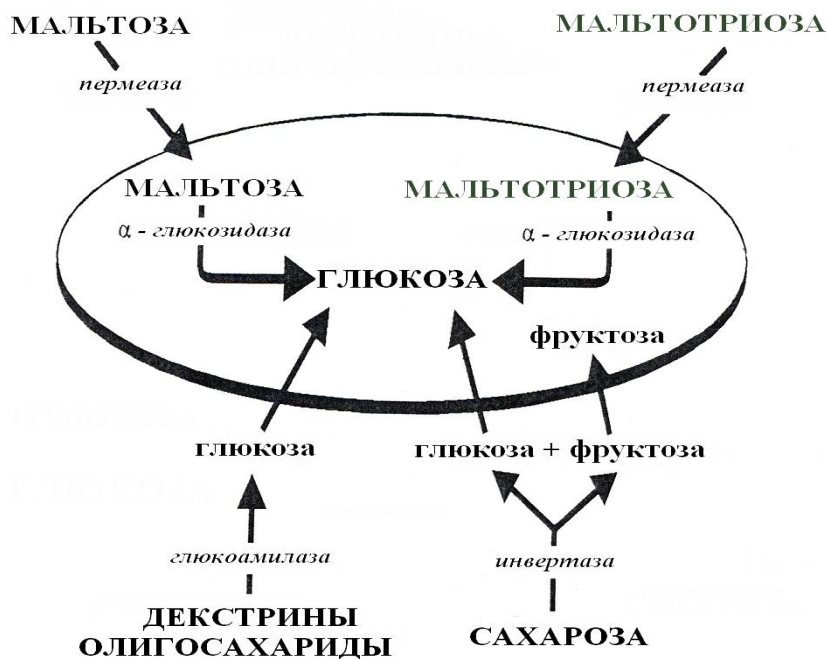 МАЛЬТОЗА
МАЛЬТОТРИОЗА
пермеаза
пермеаза
МАЛЬТОЗА
МАЛЬТОТРИОЗА
α - глюкозидаза
α - глюкозидаза
ГЛЮКОЗА
фруктоза
глюкоза
глюкоза + фруктоза
глюкоамилаза
инвертаза
ДЕКСТРИНЫ
ОЛИГОСАХАРИДЫ
САХАРОЗА